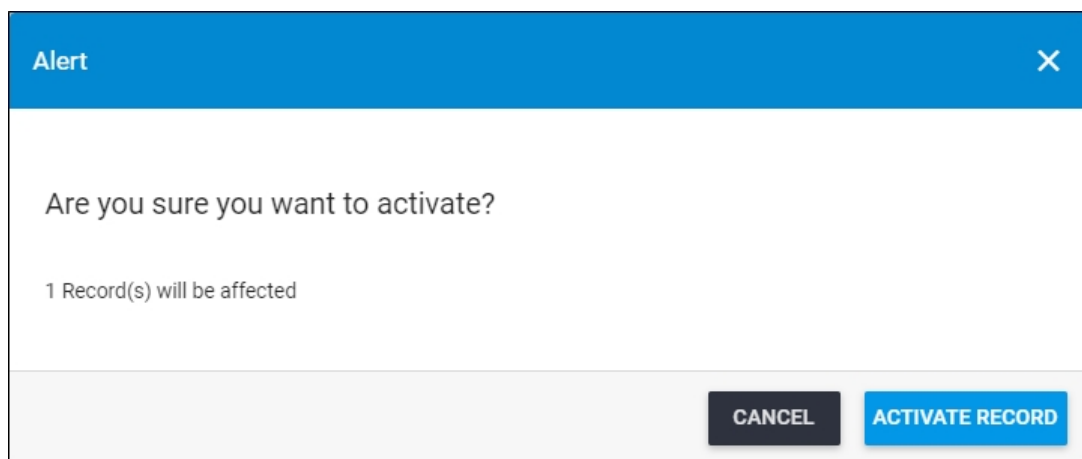 Alert
Are you sure you want to activate?
1 Record(s) will be affected
CANCEL ACTIVATE RECORD